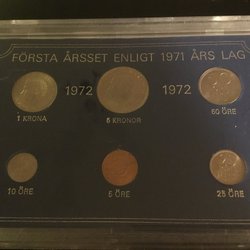 FÖRSTA ÅRSSET ENLIGT 1971 ÅRS LAG
1972 1972
1 KRONA 5 KRONOR 50 ÖRE
10 ÖRE 5 ÖRE 25 ÖRE